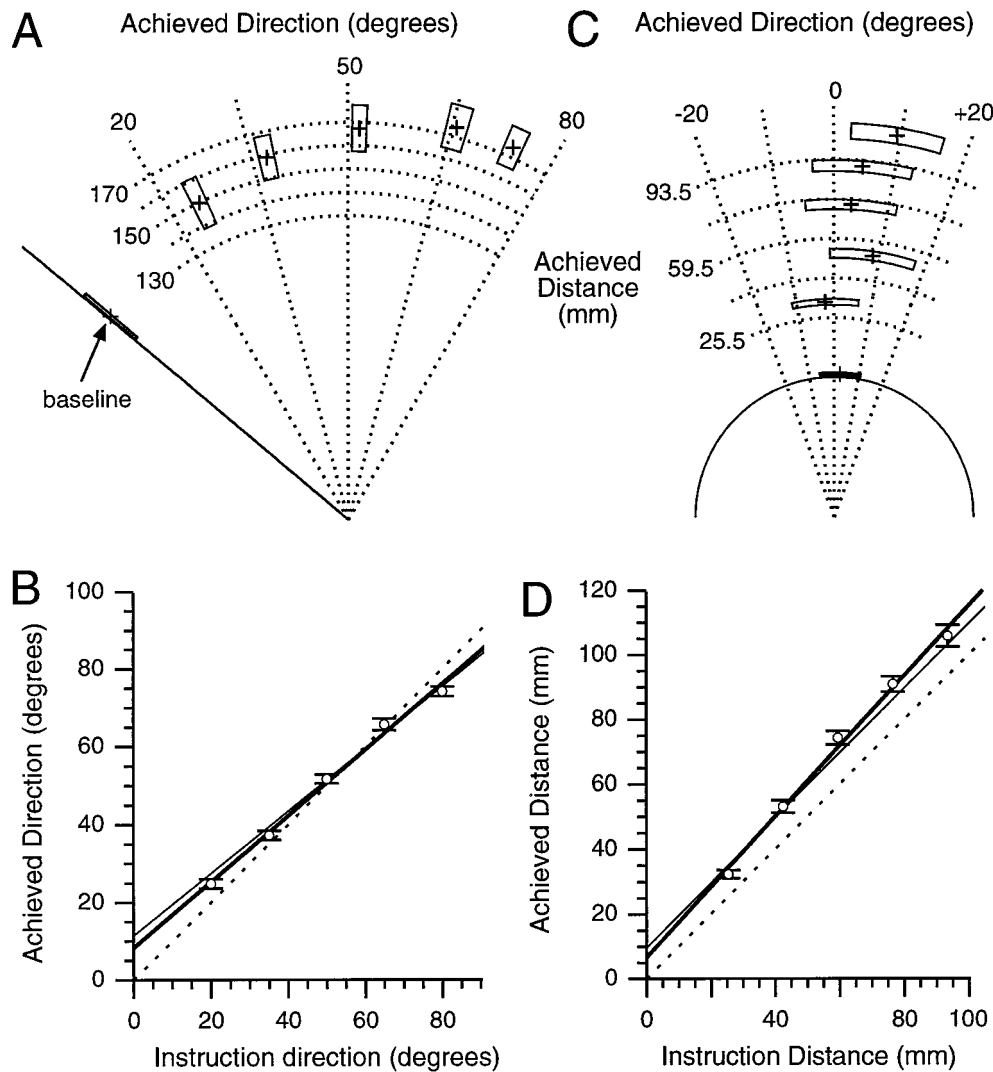 A
Achieved Direction (degrees)
50
20
80
170
150
130
baseline
Achieved
Distance
(mm)
C
Achieved Direction (degrees)
0
-20
+20
93.5
59.5
25.5
B
100
80
60
40
20
0
Achieved Direction (degrees)
0
20
40
60
80
Instruction direction (degrees)
D
120
100
80
60
40
20
0
Achieved Distance (mm)
0
40
80
100
Instruction Distance (mm)